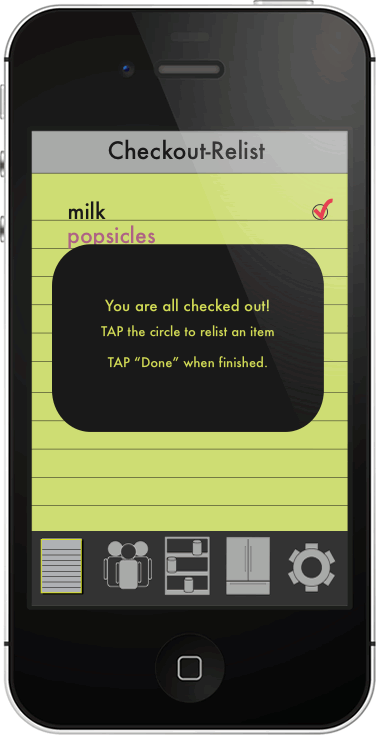 Checkout-Relist
milk
popsicles
You are all checked out!
TAP the circle to relist an item
TAP “Done” when finished.